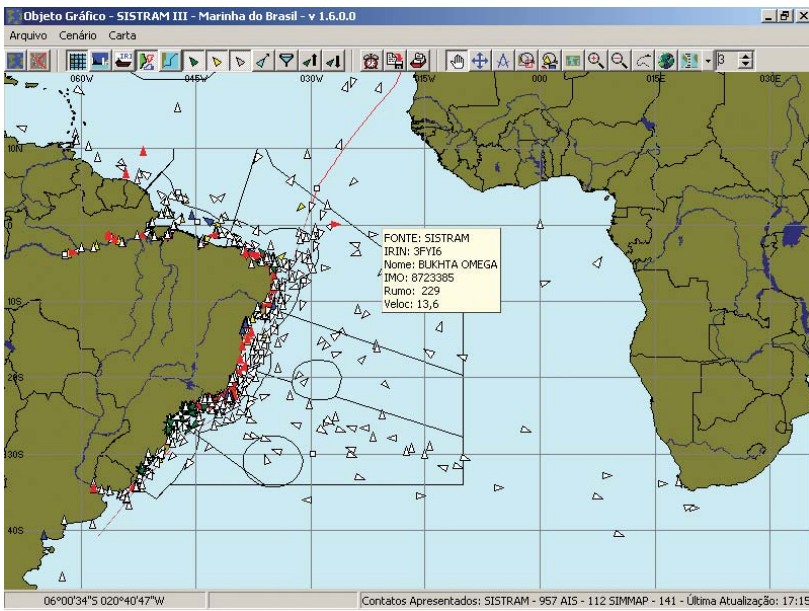 Objeto Gráfico - SISTRAM III - Marinha do Brasil - v 1.6.0.0
Arquivo Cenário Carta
IRI
3
060W 045W 030W 015W 000 015E 030E
10N
0
FONTE: SISTRAM
IRIN: 3FYI6
Nome: BUKHTA OMEGA
IMO: 8723385
Rumo: 229
Veloc: 13,6
10S
20S
30S
40S
06°00'34"S 020°40'47"W
Contatos Apresentados: SISTRAM - 957 AIS - 112 SIMMAP - 141 - Última Atualização: 17:15